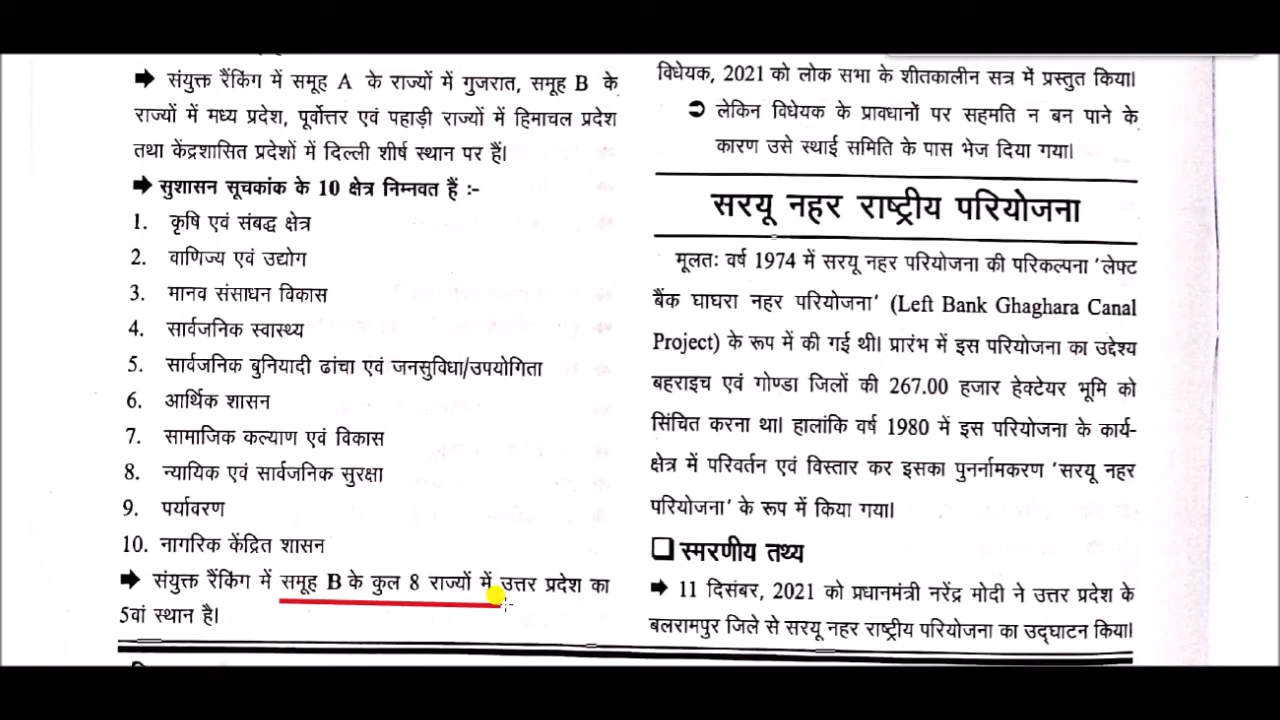 ➡ संयुक्त रैंकिंग में समूह A के राज्यों में गुजरात, समूह B के
राज्यों में मध्य प्रदेश, पूर्वोत्तर एवं पहाड़ी राज्यों में हिमाचल प्रदेश
तथा केंद्रशासित प्रदेशों में दिल्ली शीर्ष स्थान पर हैं।
➡ सुशासन सूचकांक के 10 क्षेत्र निम्नवत हैं :-
1. कृषि एवं संबद्ध क्षेत्र
2. वाणिज्य एवं उद्योग
3. मानव संसाधन विकास
4. सार्वजनिक स्वास्थ्य
5. सार्वजनिक बुनियादी ढांचा एवं जनसुविधा/उपयोगिता
6. आर्थिक शासन
7. सामाजिक कल्याण एवं विकास
8. न्यायिक एवं सार्वजनिक सुरक्षा
9. पर्यावरण
10. नागरिक केंद्रित शासन
➡ संयुक्त रैंकिंग में समूह B के कुल 8 राज्यों में उत्तर प्रदेश का
5वां स्थान है।
विधेयक, 2021 को लोक सभा के शीतकालीन सत्र में प्रस्तुत किया।
➲ लेकिन विधेयक के प्रावधानों पर सहमति न बन पाने के
कारण उसे स्थाई समिति के पास भेज दिया गया।
सरयू नहर राष्ट्रीय परियोजना
मूलतः वर्ष 1974 में सरयू नहर परियोजना की परिकल्पना 'लेफ्ट
बैंक घाघरा नहर परियोजना' (Left Bank Ghaghara Canal
Project) के रूप में की गई थी। प्रारंभ में इस परियोजना का उद्देश्य
बहराइच एवं गोण्डा जिलों की 267.00 हजार हेक्टेयर भूमि को
सिंचित करना था। हालांकि वर्ष 1980 में इस परियोजना के कार्य-
क्षेत्र में परिवर्तन एवं विस्तार कर इसका पुनर्नामकरण 'सरयू नहर
परियोजना' के रूप में किया गया।
❑ स्मरणीय तथ्य
➡ 11 दिसंबर, 2021 को प्रधानमंत्री नरेंद्र मोदी ने उत्तर प्रदेश के
बलरामपुर जिले से सरयू नहर राष्ट्रीय परियोजना का उद्घाटन किया।